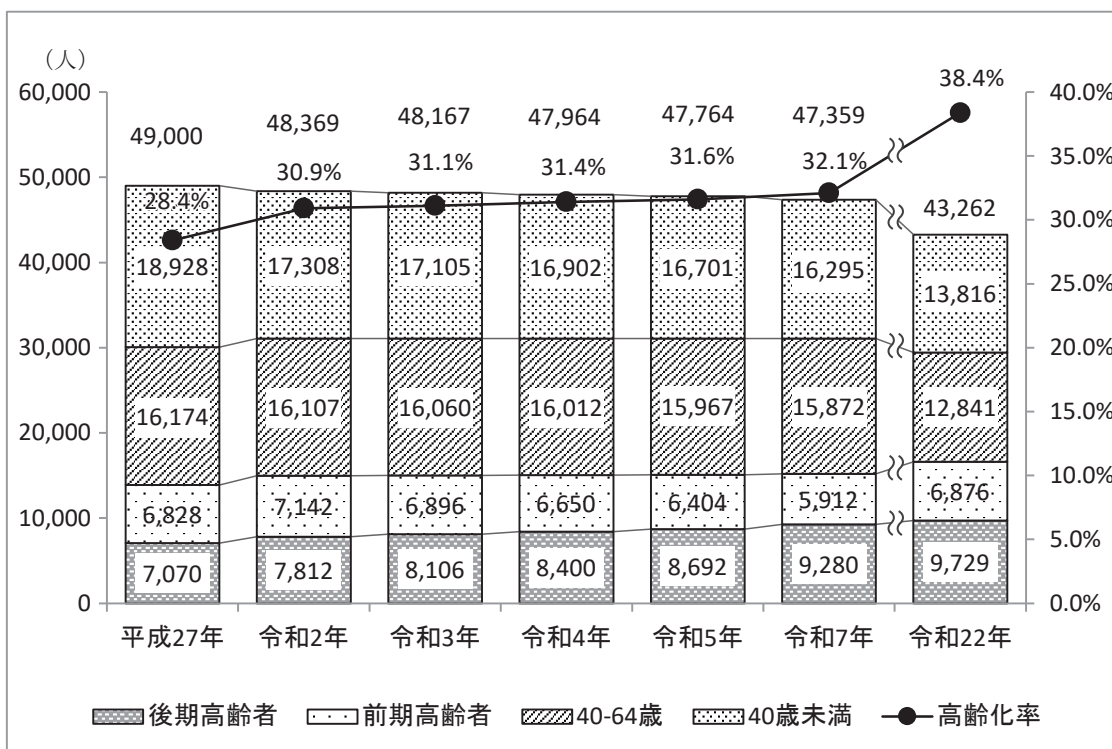 （人）
60,000
50,000
40,000
30,000
20,000
10,000
0
40.0%
35.0%
30.0%
25.0%
20.0%
15.0%
10.0%
5.0%
0.0%
49,000 48,369 48,167 47,964 47,764 47,359 43,262
28.4% 30.9% 31.1% 31.4% 31.6% 32.1% 38.4%
18,928 17,308 17,105 16,902 16,701 16,295 13,816
16,174 16,107 16,060 16,012 15,967 15,872 12,841
6,828 7,142 6,896 6,650 6,404 5,912 6,876
7,070 7,812 8,106 8,400 8,692 9,280 9,729
平成27年 令和2年 令和3年 令和4年 令和5年 令和7年 令和22年
後期高齢者 前期高齢者 40-64歳 40歳未満 高齢化率